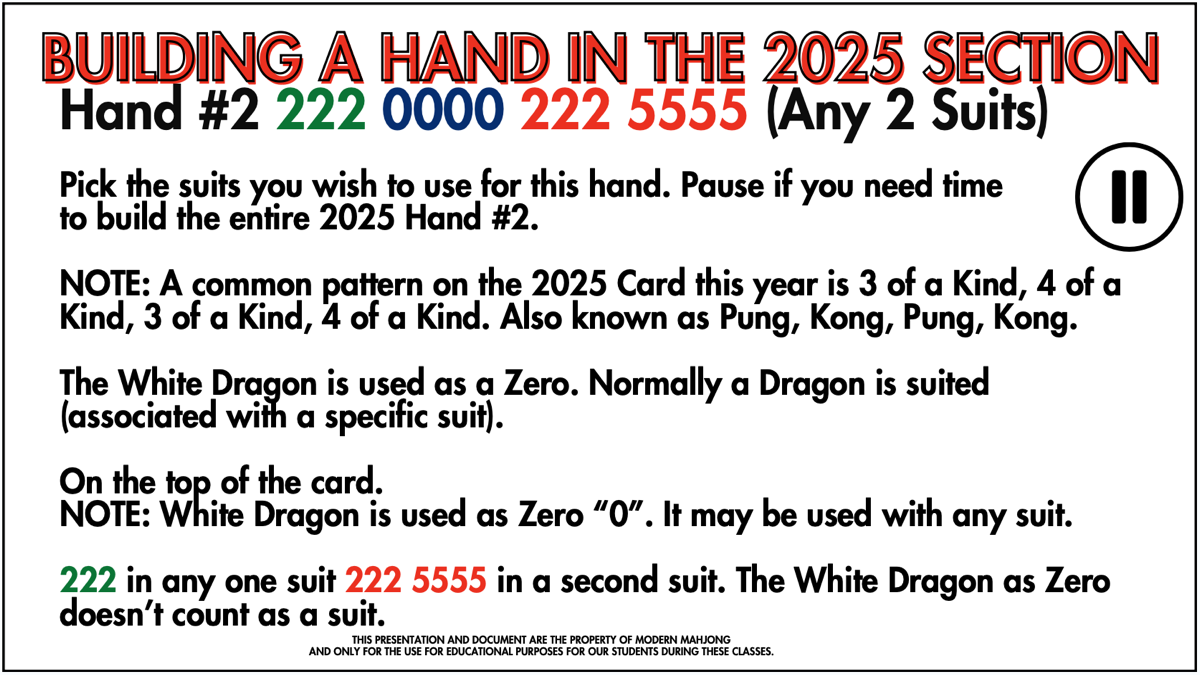 BUILDING A HAND IN THE 2025 SECTION
Hand #2 222 0000 222 5555 (Any 2 Suits)
Pick the suits you wish to use for this hand. Pause if you need time
to build the entire 2025 Hand #2.
NOTE: A common pattern on the 2025 Card this year is 3 of a Kind, 4 of a
Kind, 3 of a Kind, 4 of a Kind. Also known as Pung, Kong, Pung, Kong.
The White Dragon is used as a Zero. Normally a Dragon is suited
(associated with a specific suit).
On the top of the card.
NOTE: White Dragon is used as Zero “0”. It may be used with any suit.
222 in any one suit 222 5555 in a second suit. The White Dragon as Zero
doesn’t count as a suit.
THIS PRESENTATION AND DOCUMENT ARE THE PROPERTY OF MODERN MAHJONG
AND ONLY FOR THE USE FOR EDUCATIONAL PURPOSES FOR OUR STUDENTS DURING THESE CLASSES.